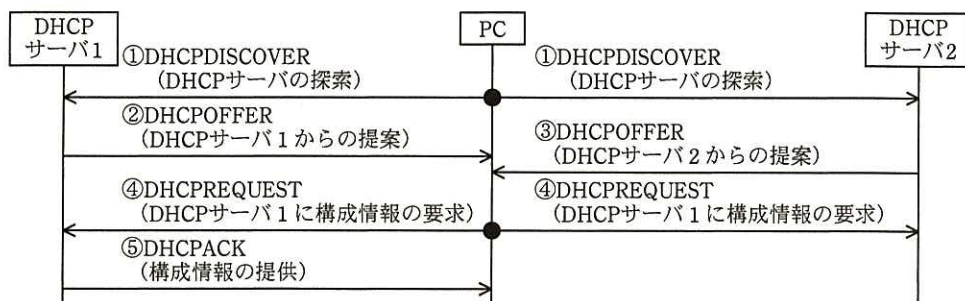 DHCP
サーバ1
PC
DHCP
サーバ2
①DHCPDISCOVER
(DHCPサーバの探索)
①DHCPDISCOVER
(DHCPサーバの探索)
②DHCPOFFER
(DHCPサーバ1からの提案)
③DHCPOFFER
(DHCPサーバ2からの提案)
④DHCPREQUEST
(DHCPサーバ1に構成情報の要求)
④DHCPREQUEST
(DHCPサーバ1に構成情報の要求)
⑤DHCPACK
(構成情報の提供)